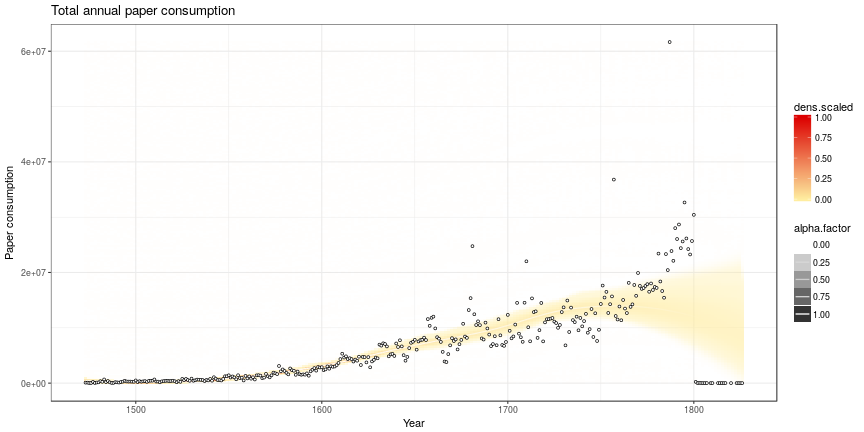 Total annual paper consumption
6e+07
4e+07
2e+07
0e+00
Paper consumption
1500
1600
1700
1800
Year
dens.scaled
1.00
0.75
0.50
0.25
0.00
alpha.factor
0.00
0.25
0.50
0.75
1.00